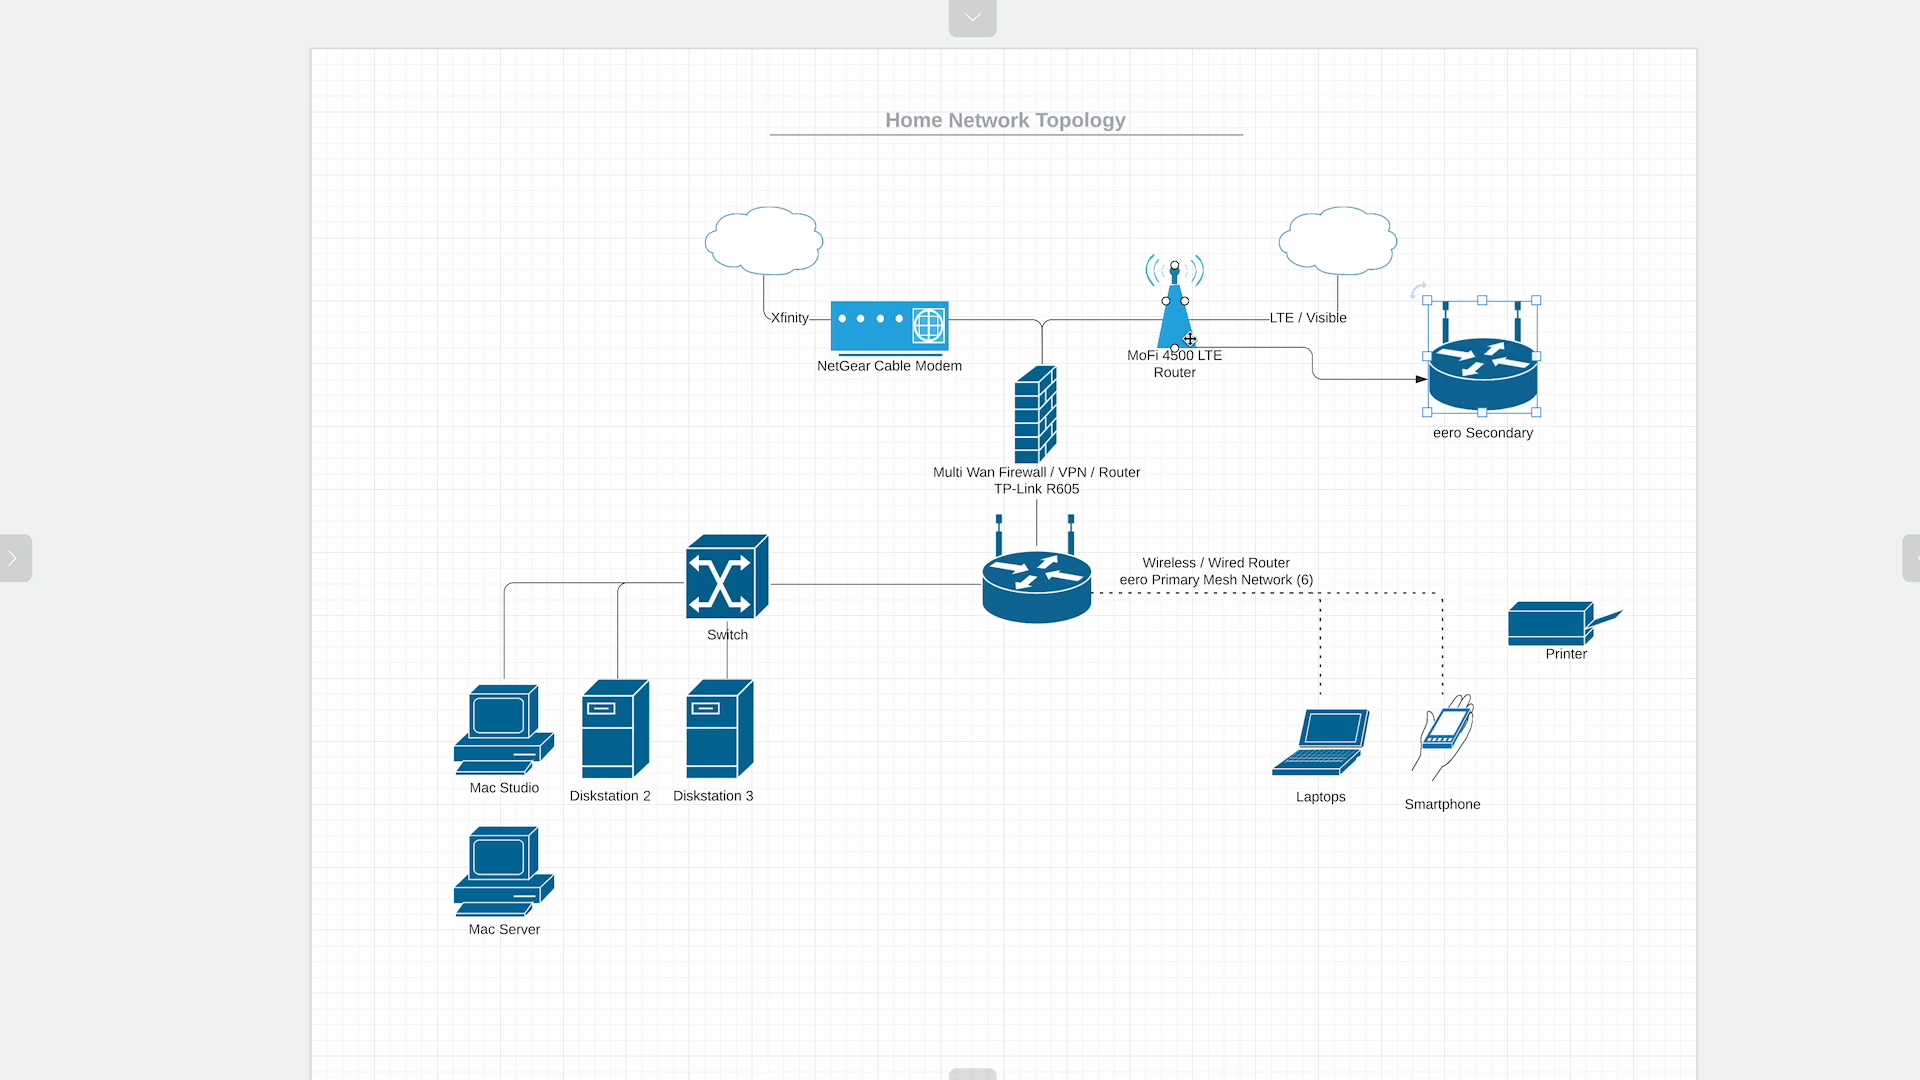 Home Network Topology
Xfinity
LTE / Visible
NetGear Cable Modem
MoFi 4500 LTE
Router
eero Secondary
Multi Wan Firewall / VPN / Router
TP-Link R605
Wireless / Wired Router
eero Primary Mesh Network (6)
Switch
Printer
Mac Studio
Diskstation 2
Diskstation 3
Laptops
Smartphone
Mac Server